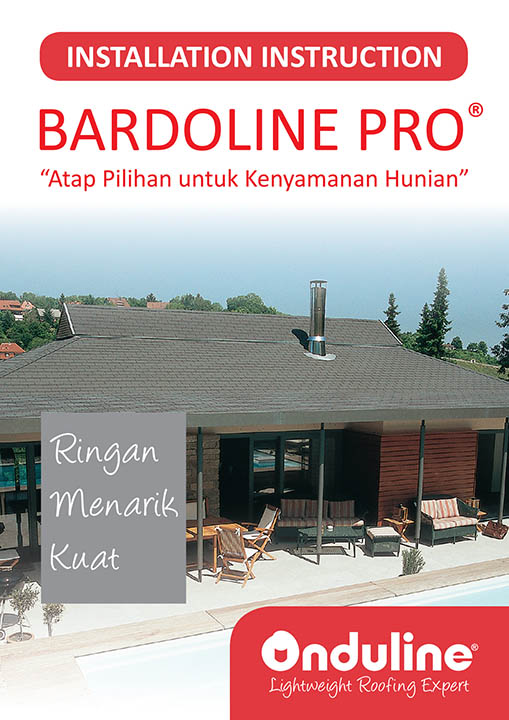 INSTALLATION INSTRUCTION
BARDOLINE PRO®
“Atap Pilihan untuk Kenyamanan Hunian”
Ringan
Menarik
Kuat
Onduline®
Lightweight Roofing Expert